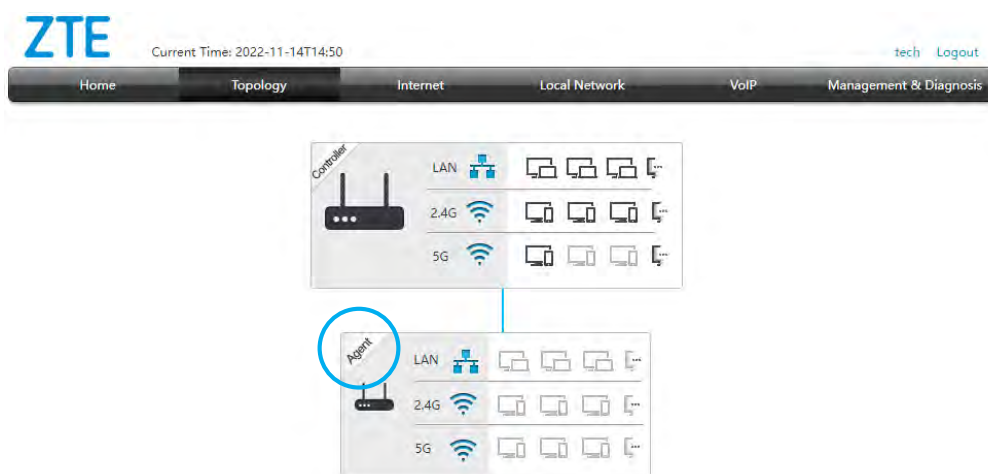 ZTE
Current Time: 2022-11-14T14:50
tech Logout
Home Topology Internet Local Network VoIP Management & Diagnosis
Controller
LAN
2.4G
5G
Agent
LAN
2.4G
5G